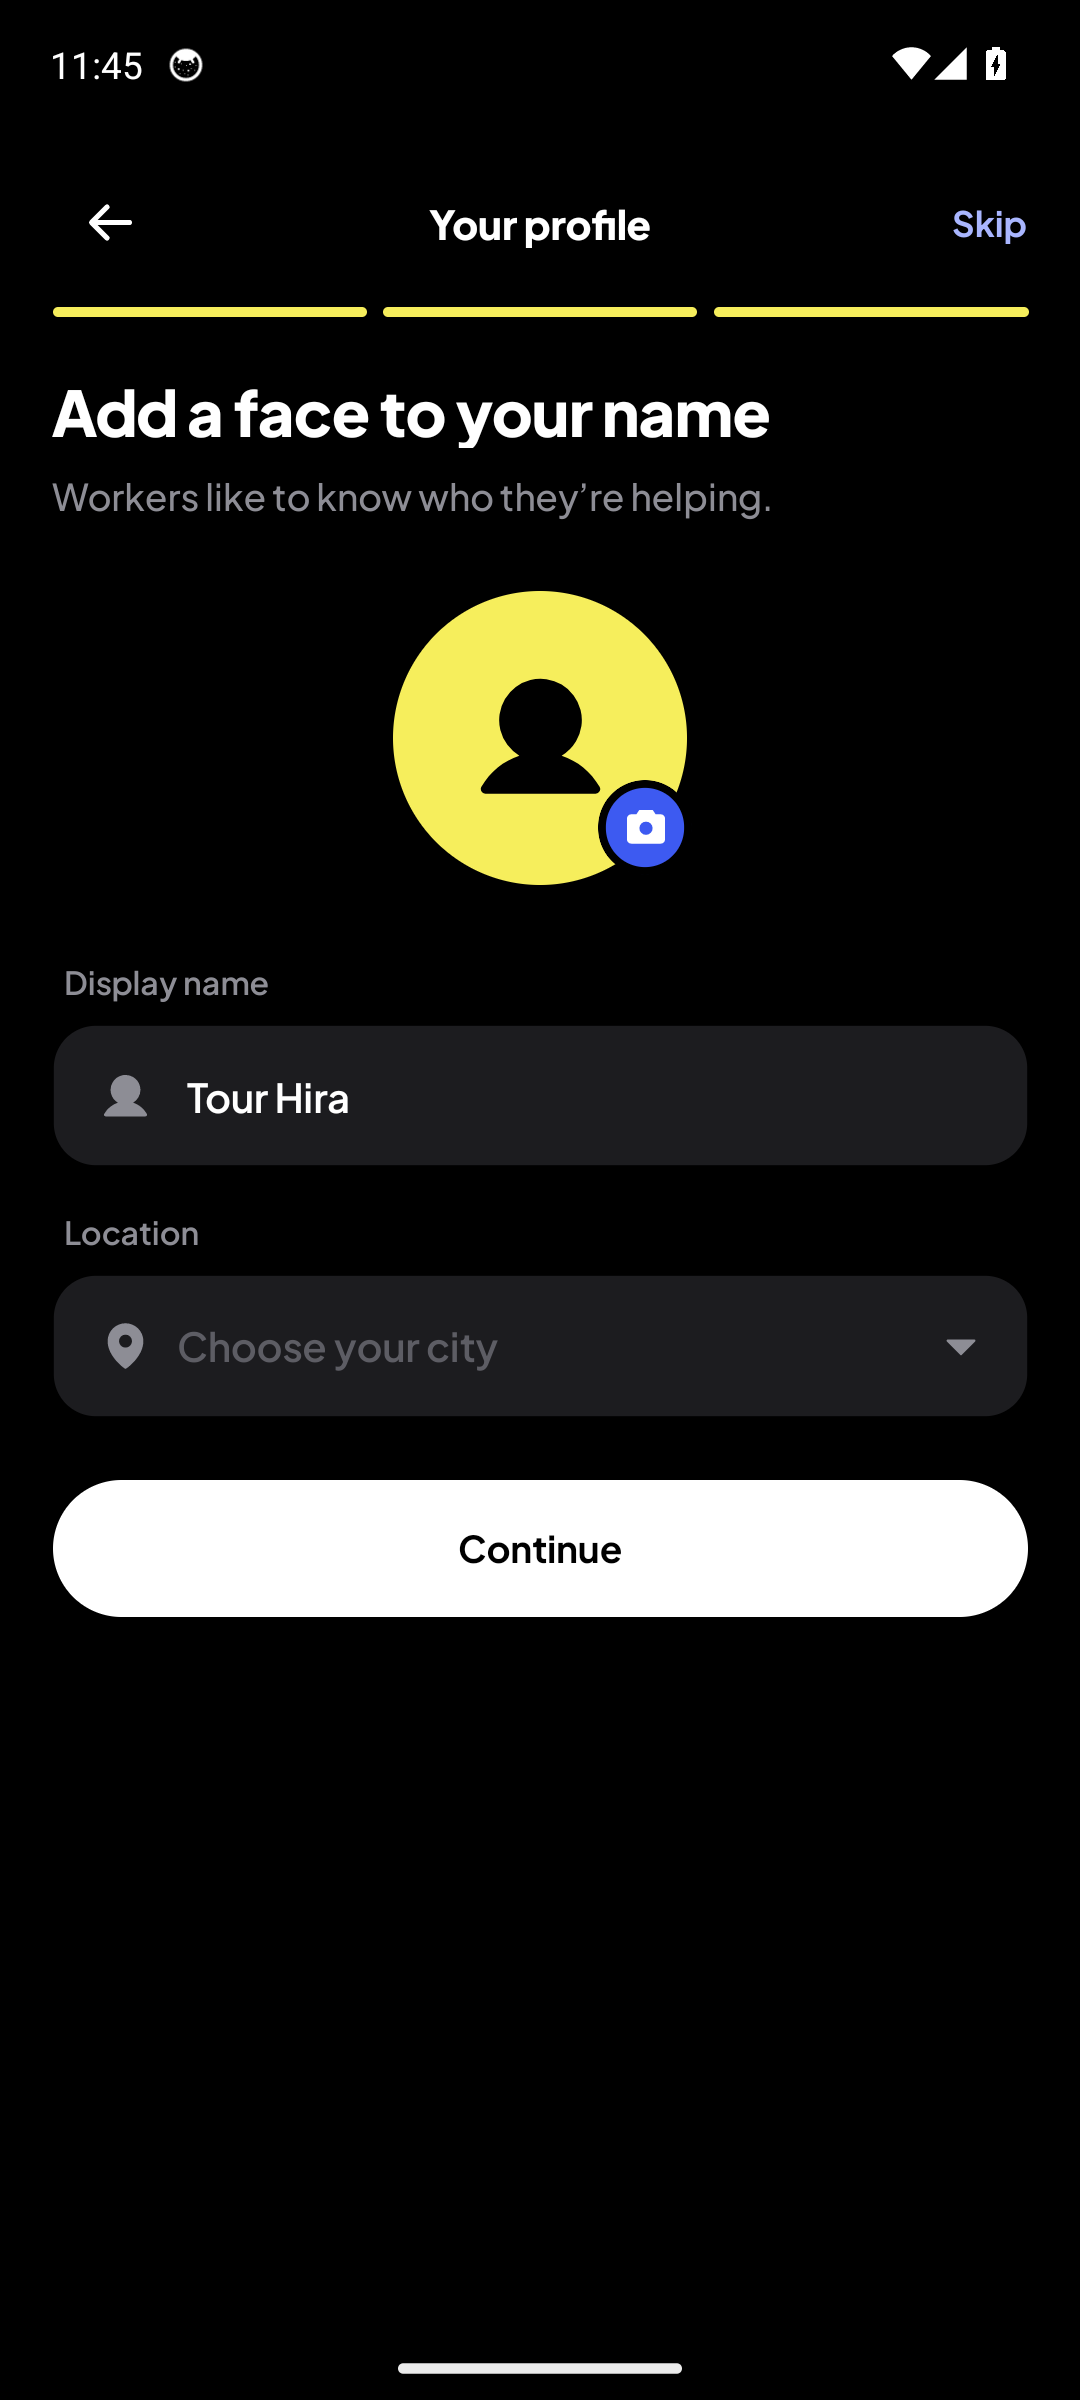 11:45
Your profile
Skip
Add a face to your name
Workers like to know who they’re helping.
Display name
Tour Hira
Location
Choose your city
Continue